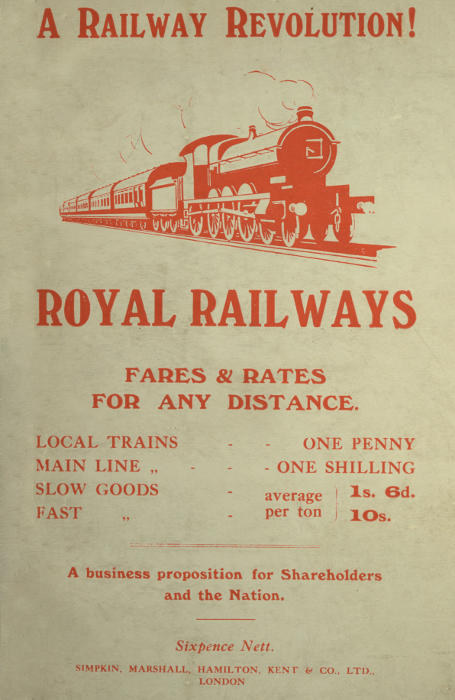 A RAILWAY REVOLUTION!
ROYAL RAILWAYS
FARES & RATES
FOR ANY DISTANCE.
LOCAL TRAINS - - ONE PENNY
MAIN LINE „ - - - ONE SHILLING
SLOW GOODS - average per ton 1s. 6d.
FAST „ - 10s.
A business proposition for Shareholders
and the Nation.
Sixpence Nett.
SIMPKIN, MARSHALL, HAMILTON, KENT & CO., LTD.,
LONDON